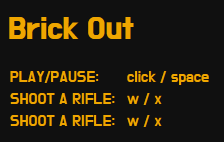 Brick Out
PLAY/PAUSE: click / space
SHOOT A RIFLE: w / x
SHOOT A RIFLE: w / x